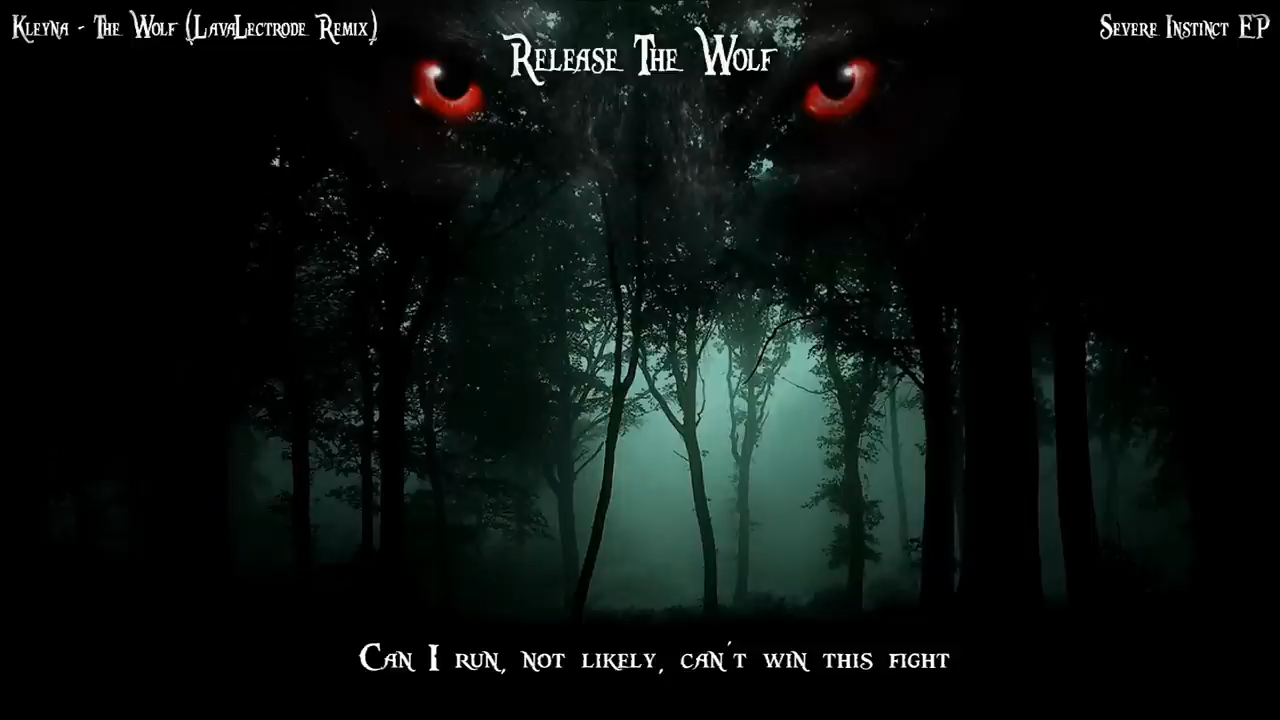 Kleyna - The Wolf (LavaLectrode Remix)
Severe Instinct EP
Release The Wolf
Can I run, not likely, can't win this fight